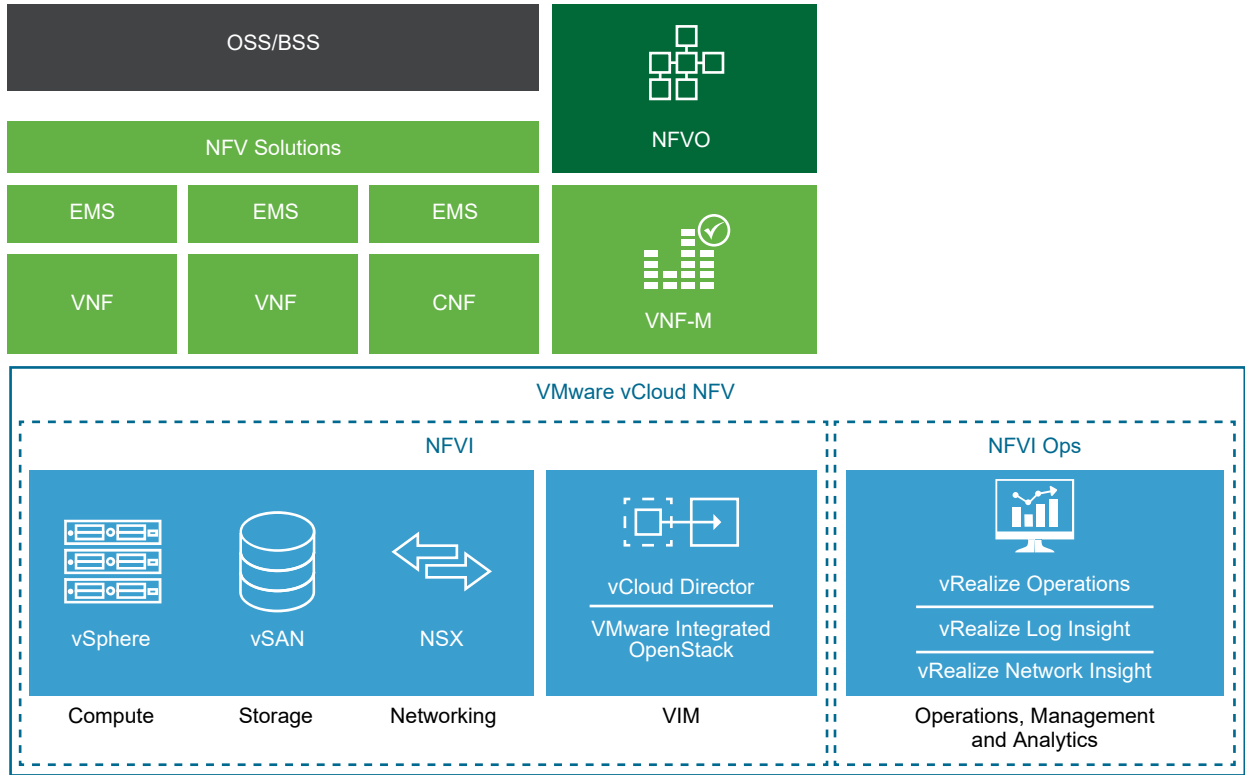 OSS/BSS
NFVO
NFV Solutions
EMS
EMS
EMS
VNF
VNF
CNF
VNF-M
VMware vCloud NFV
NFVI
NFVI Ops
vSphere
vSAN
NSX
vCloud Director
VMware Integrated
OpenStack
vRealize Operations
vRealize Log Insight
vRealize Network Insight
Compute
Storage
Networking
VIM
Operations, Management
and Analytics